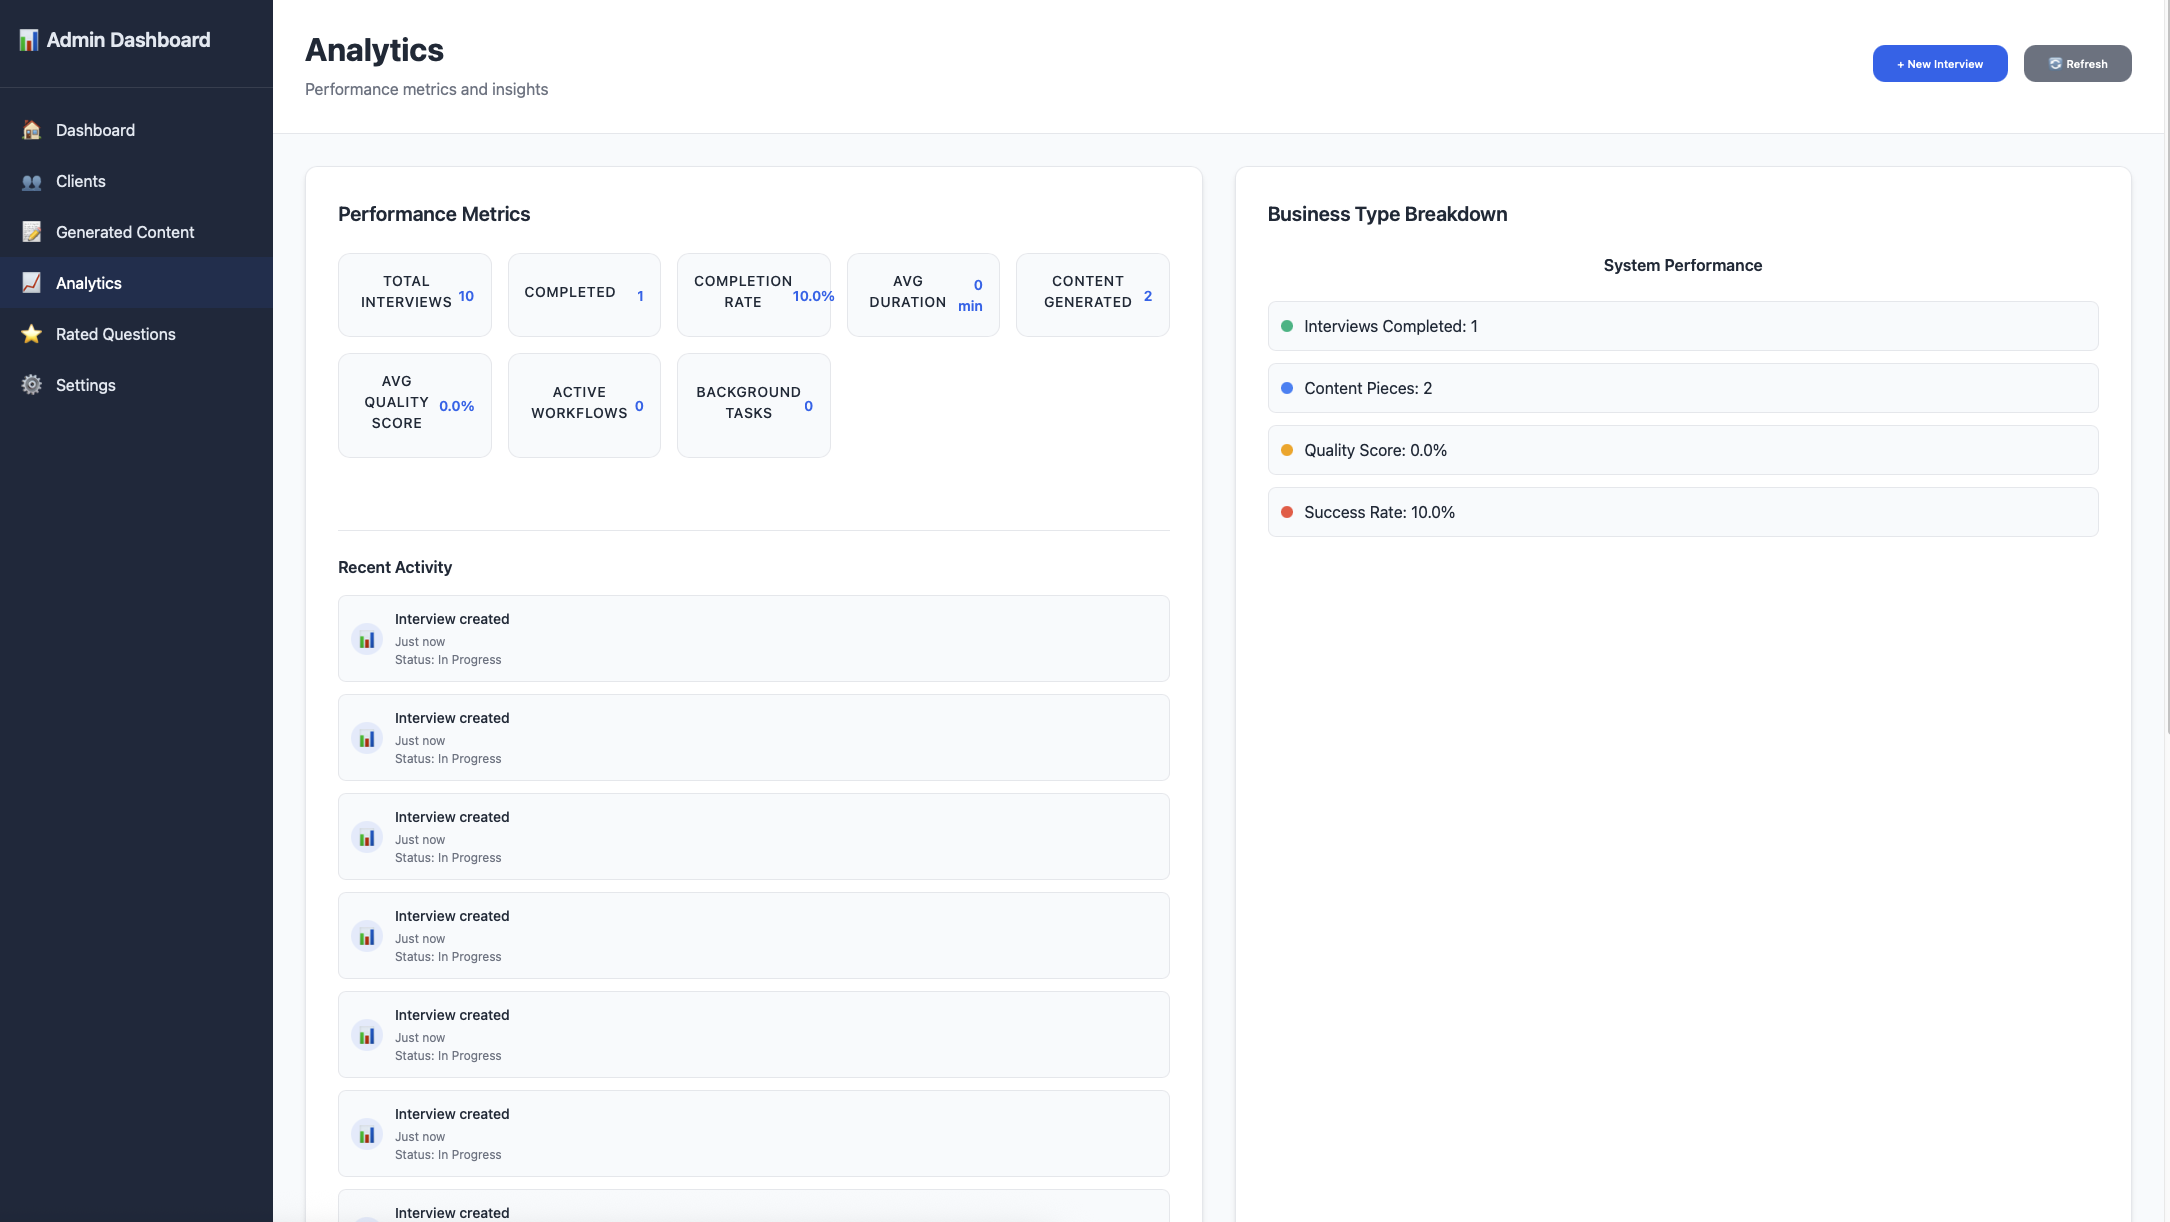 Admin Dashboard
Dashboard
Clients
Generated Content
Analytics
Rated Questions
Settings
Analytics
Performance metrics and insights
+ New Interview
Refresh
Performance Metrics
TOTAL
INTERVIEWS
10
COMPLETED
1
COMPLETION
RATE
10.0%
AVG
DURATION
0
min
CONTENT
GENERATED
2
AVG
QUALITY
SCORE
0.0%
ACTIVE
WORKFLOWS
0
BACKGROUND
TASKS
0
Recent Activity
Interview created
Just now
Status: In Progress
Interview created
Just now
Status: In Progress
Interview created
Just now
Status: In Progress
Interview created
Just now
Status: In Progress
Interview created
Just now
Status: In Progress
Interview created
Just now
Status: In Progress
Interview created
Business Type Breakdown
System Performance
Interviews Completed: 1
Content Pieces: 2
Quality Score: 0.0%
Success Rate: 10.0%